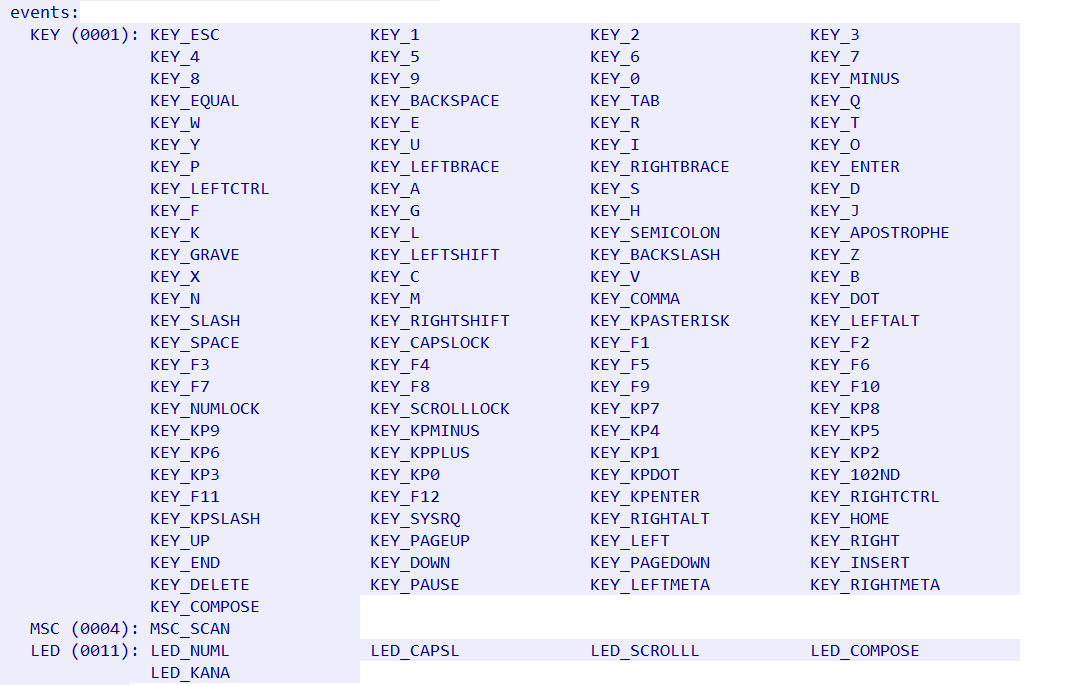 events:
KEY (0001): KEY_ESC KEY_1 KEY_2 KEY_3
KEY_4 KEY_5 KEY_6 KEY_7
KEY_8 KEY_9 KEY_0 KEY_MINUS
KEY_EQUAL KEY_BACKSPACE KEY_TAB KEY_Q
KEY_W KEY_E KEY_R KEY_T
KEY_Y KEY_U KEY_I KEY_O
KEY_P KEY_LEFTBRACE KEY_RIGHTBRACE KEY_ENTER
KEY_LEFTCTRL KEY_A KEY_S KEY_D
KEY_F KEY_G KEY_H KEY_J
KEY_K KEY_L KEY_SEMICOLON KEY_APOSTROPHE
KEY_GRAVE KEY_LEFTSHIFT KEY_BACKSLASH KEY_Z
KEY_X KEY_C KEY_V KEY_B
KEY_N KEY_M KEY_COMMA KEY_DOT
KEY_SLASH KEY_RIGHTSHIFT KEY_KPASTERISK KEY_LEFTALT
KEY_SPACE KEY_CAPSLOCK KEY_F1 KEY_F2
KEY_F3 KEY_F4 KEY_F5 KEY_F6
KEY_F7 KEY_F8 KEY_F9 KEY_F10
KEY_NUMLOCK KEY_SCROLLLOCK KEY_KP7 KEY_KP8
KEY_KP9 KEY_KPMINUS KEY_KP4 KEY_KP5
KEY_KP6 KEY_KPPLUS KEY_KP1 KEY_KP2
KEY_KP3 KEY_KP0 KEY_KPDOT KEY_102ND
KEY_F11 KEY_F12 KEY_KPENTER KEY_RIGHTCTRL
KEY_KPSLASH KEY_SYSRQ KEY_RIGHTALT KEY_HOME
KEY_UP KEY_PAGEUP KEY_LEFT KEY_RIGHT
KEY_END KEY_DOWN KEY_PAGEDOWN KEY_INSERT
KEY_DELETE KEY_PAUSE KEY_LEFTMETA KEY_RIGHTMETA
KEY_COMPOSE
MSC (0004): MSC_SCAN
LED (0011): LED_NUML LED_CAPSL LED_SCROLLL LED_COMPOSE
LED_KANA